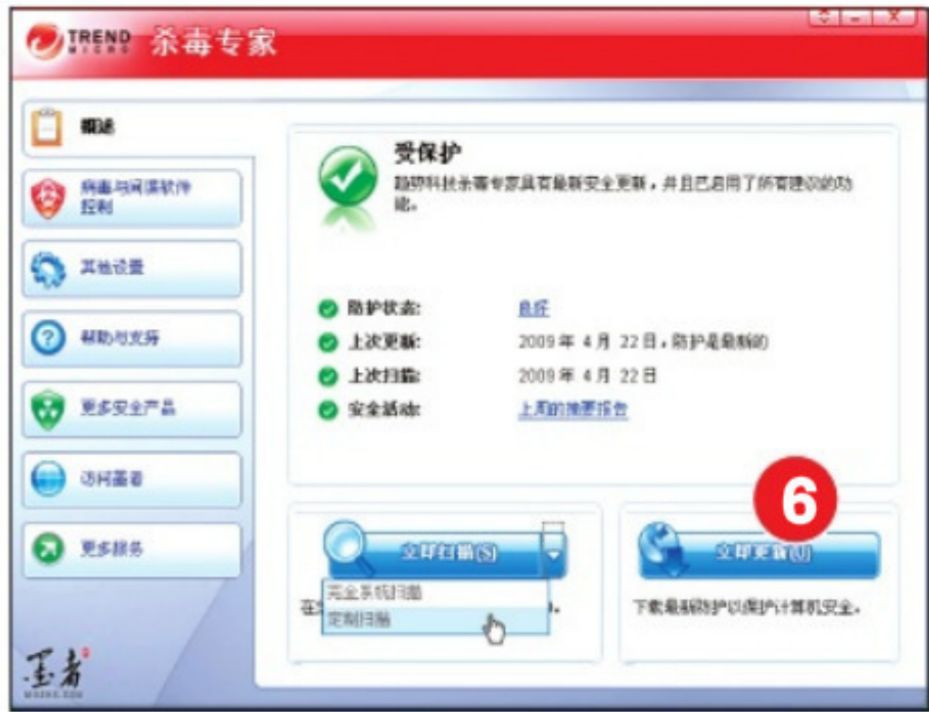 TREND MICRO 杀毒专家
概述
病毒与间谍软件
控制
其他设置
帮助与支持
更多安全产品
访问墨者
更多服务
受保护
趋势科技杀毒专家具有最新安全更新，并且已启用了所有建议的功
能。
防护状态: 良好
上次更新: 2009 年 4 月 22 日，防护是最新的
上次扫描: 2009 年 4 月 22 日
安全活动: 上周的摘要报告
6
立即扫描(S)
完全系统扫描
定制扫描
立即更新(U)
下载最新防护以保护计算机安全。
墨者